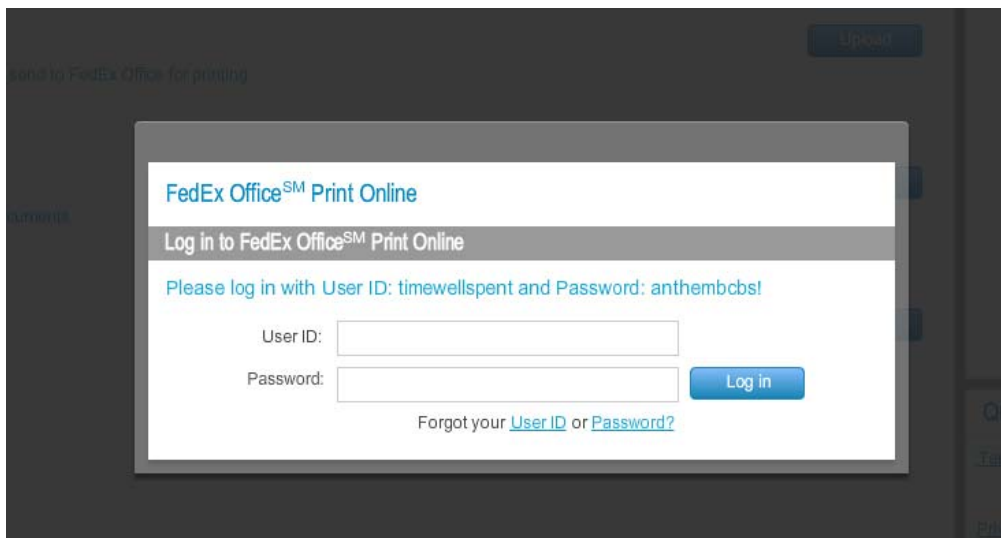 Upload
send to FedEx Office for printing
FedEx Office℠ Print Online
Log in to FedEx Office℠ Print Online
Please log in with User ID: timewellspent and Password: anthembcbs!
User ID:
Password:
Log in
Forgot your User ID or Password?